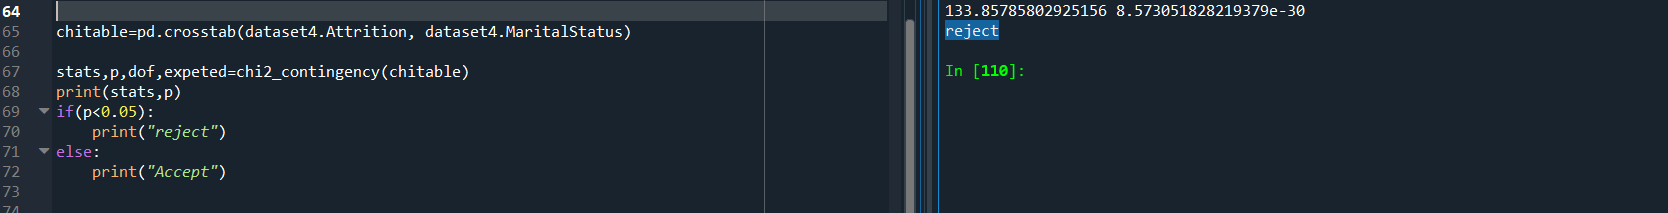 64
65 chitable=pd.crosstab(dataset4.Attrition, dataset4.MaritalStatus)
66
67 stats,p,dof,expeted=chi2_contingency(chitable)
68 print(stats,p)
69 if(p<0.05):
70     print("reject")
71 else:
72     print("Accept")
73
74
133.85785802925156 8.573051828219379e-30
reject
In [110]: